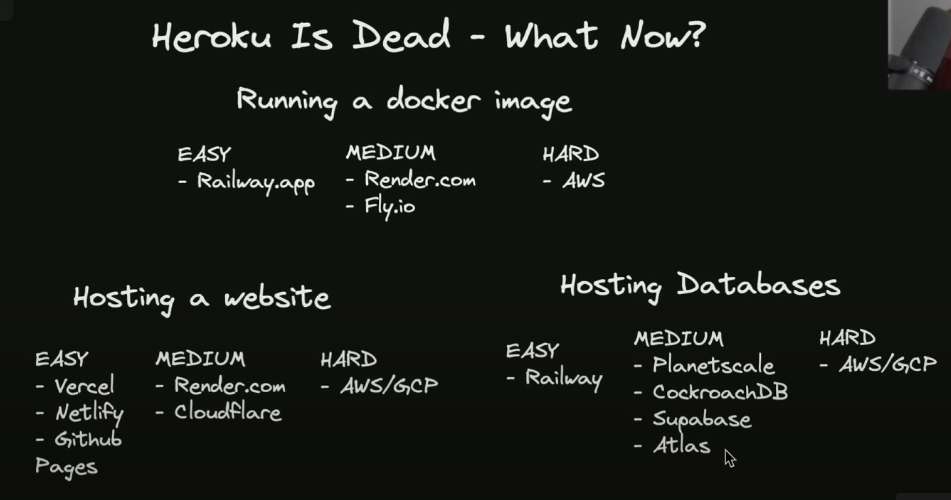 Heroku Is Dead - What Now?
Running a docker image
EASY
- Railway.app
MEDIUM
- Render.com
- Fly.io
HARD
- AWS
Hosting a website
EASY
- Vercel
- Netlify
- Github
Pages
MEDIUM
- Render.com
- Cloudflare
HARD
- AWS/GCP
Hosting Databases
EASY
- Railway
MEDIUM
- Planetscale
- CockroachDB
- Supabase
- Atlas
HARD
- AWS/GCP